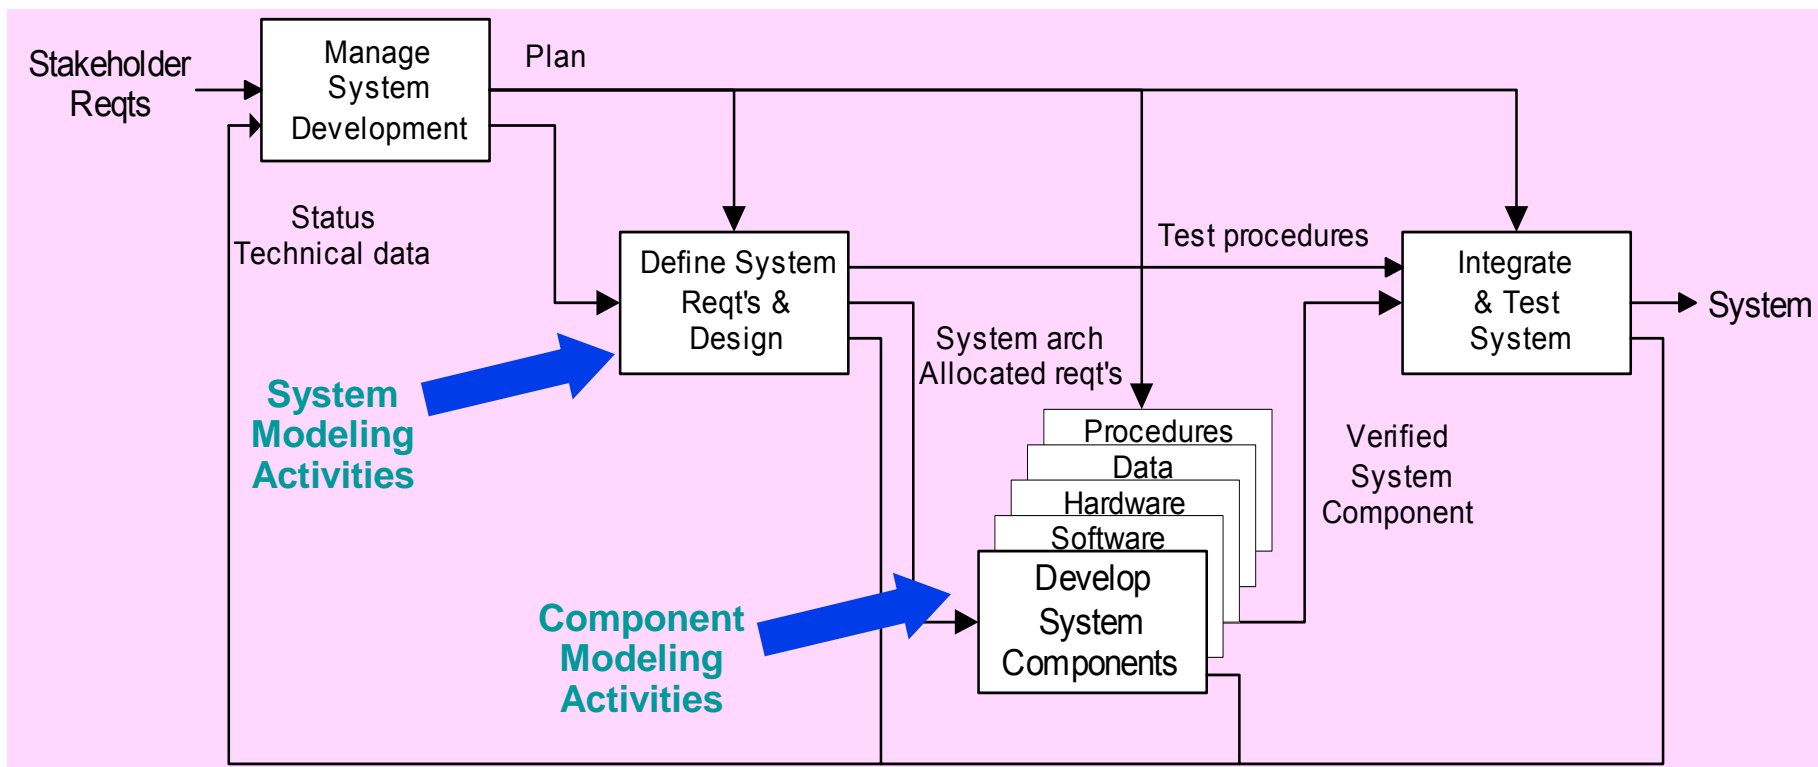 Stakeholder
Reqts
Manage
System
Development
Plan
Status
Technical data
Define System
Reqt's &
Design
Test procedures
Integrate
& Test
System
System
System arch
Allocated reqt's
System
Modeling
Activities
Procedures
Data
Hardware
Software
Develop
System
Components
Verified
System
Component
Component
Modeling
Activities